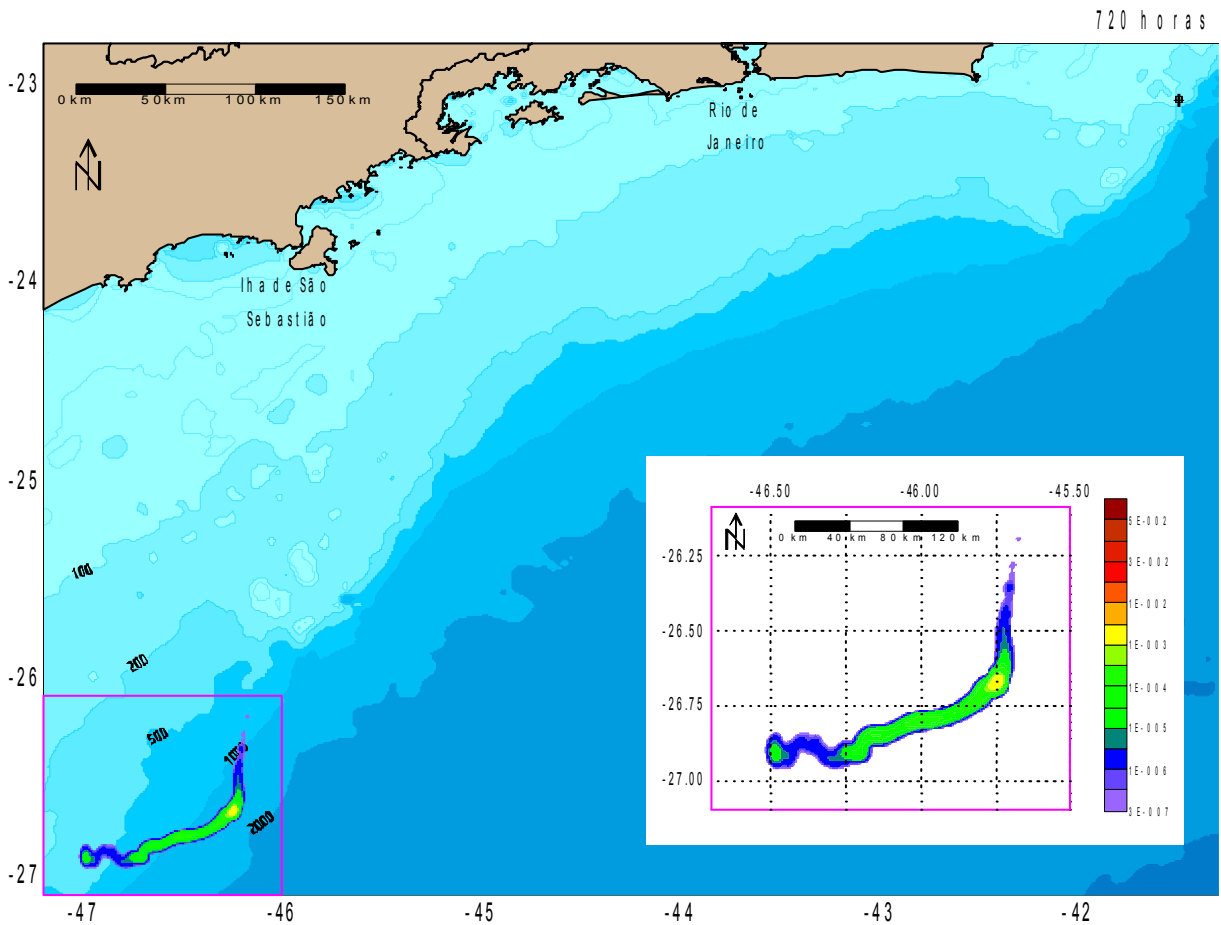 720 horas
-23
0km 50km 100km 150km
N
Rio de
Janeiro
-24
Ilha de São
Sebastião
-25
100
200
-26
500
1000
2000
-27
-47 -46 -45 -44 -43 -42
-46.50 -46.00 -45.50
N
0 km 40 km 80 km 120 km
-26.25
-26.50
-26.75
-27.00
5E-002
3E-002
1E-002
1E-003
1E-004
1E-005
1E-006
3E-007